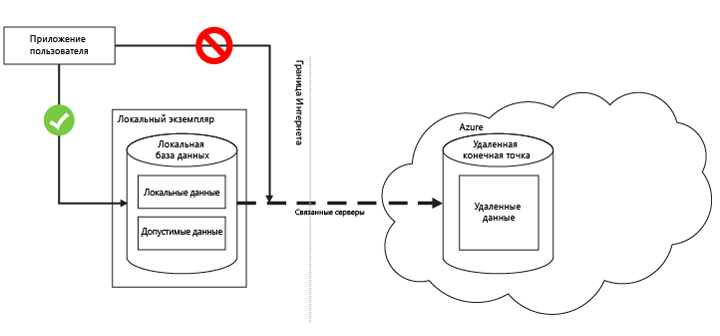 Приложение
пользователя
Граница Интернета
Локальный экземпляр
Локальная
база данных
Локальные данные
Допустимые данные
Связанные серверы
Azure
Удаленная
конечная точка
Удаленные
данные